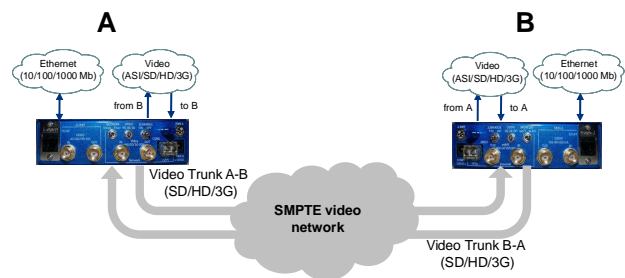 A
B
Ethernet
(10/100/1000 Mb)
Video
(ASI/SD/HD/3G)
from B
to B
Video
(ASI/SD/HD/3G)
Ethernet
(10/100/1000 Mb)
from A
to A
Video Trunk A-B
(SD/HD/3G)
SMPTE video
network
Video Trunk B-A
(SD/HD/3G)